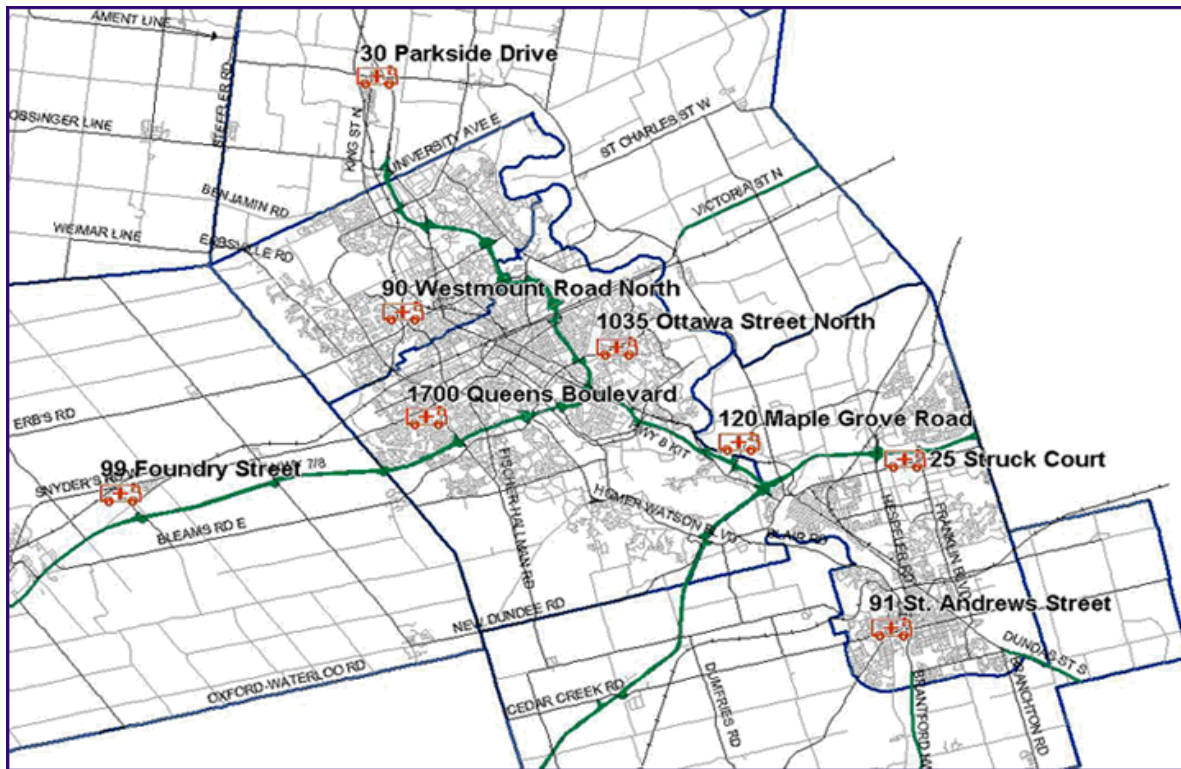 AMENT LINE
30 Parkside Drive
STEFFLER RD
OSSINGER LINE
KING ST N
UNIVERSITY AVE E
ST CHARLES ST W
BENJAMIN RD
VICTORIA ST N
WEIMAR LINE
ERBSVILLE RD
90 Westmount Road North
1035 Ottawa Street North
1700 Queens Boulevard
ERB'S RD
120 Maple Grove Road
HWY 8 KIT
99 Foundry Street
7/8
25 Struck Court
SNYDER'S
FISCHER HALLMAN RD
BLEAMS RD E
HOMER WATSON BLVD
BLAIR RD
HESPELER RD
FRANKLIN BLVD
91 St. Andrews Street
NEW DUNDEE RD
DUNDAS ST S
OXFORD-WATERLOO RD
CEDAR CREEK RD
DUMFRIES RD
BRANTFORD
BRANCHTON RD